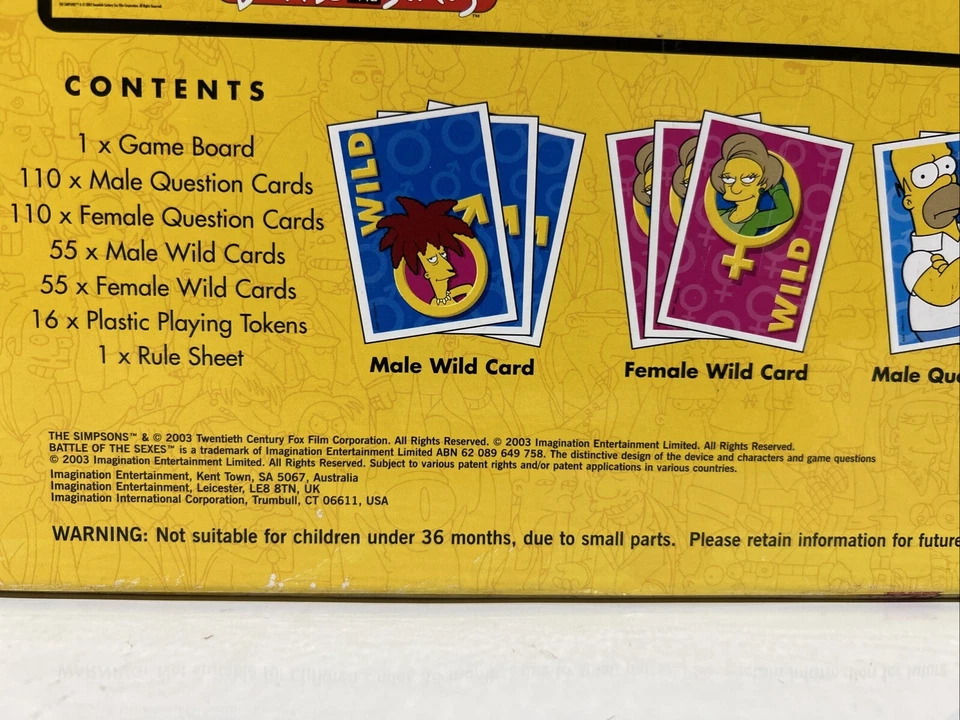 CONTENTS
1 x Game Board
110 x Male Question Cards
110 x Female Question Cards
55 x Male Wild Cards
55 x Female Wild Cards
16 x Plastic Playing Tokens
1 x Rule Sheet
WILD
WILD
Male Wild Card
Female Wild Card
Male Que
THE SIMPSONS™ & © 2003 Twentieth Century Fox Film Corporation. All Rights Reserved. © 2003 Imagination Entertainment Limited. All Rights Reserved.
BATTLE OF THE SEXES™ is a trademark of Imagination Entertainment Limited ABN 62 089 649 758. The distinctive design of the device and characters and game questions
© 2003 Imagination Entertainment Limited. All Rights Reserved. Subject to various patent rights and/or patent applications in various countries.
Imagination Entertainment, Kent Town, SA 5067, Australia
Imagination Entertainment, Leicester, LE8 8TN, UK
Imagination International Corporation, Trumbull, CT 06611, USA
WARNING: Not suitable for children under 36 months, due to small parts. Please retain information for future